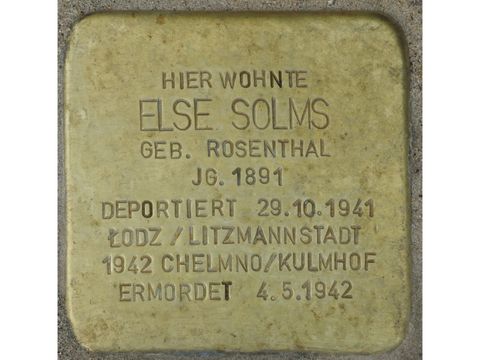 HIER WOHNTE
ELSE SOLMS
GEB. ROSENTHAL
JG. 1891
DEPORTIERT 29.10.1941
ŁODZ / LITZMANNSTADT
1942 CHELMNO/KULMHOF
ERMORDET 4.5.1942